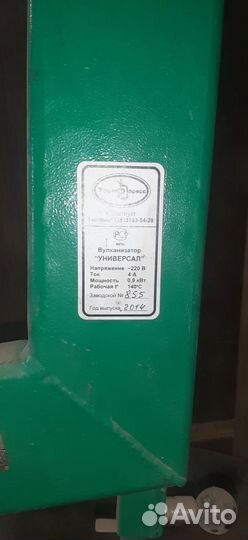 пресс
Вулканизатор
"УНИВЕРСАЛ"
Напряжение ~220 В
Ток 4 А
Мощность 0,9 кВт
Рабочая t° 140°С
Заводской № 855
Год выпуска 2014
Avito